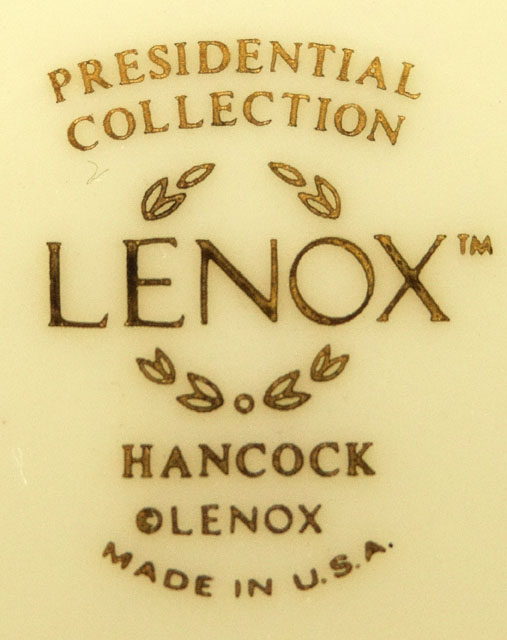 PRESIDENTIAL
COLLECTION
LENOX™
HANCOCK
©LENOX
MADE IN U.S.A.